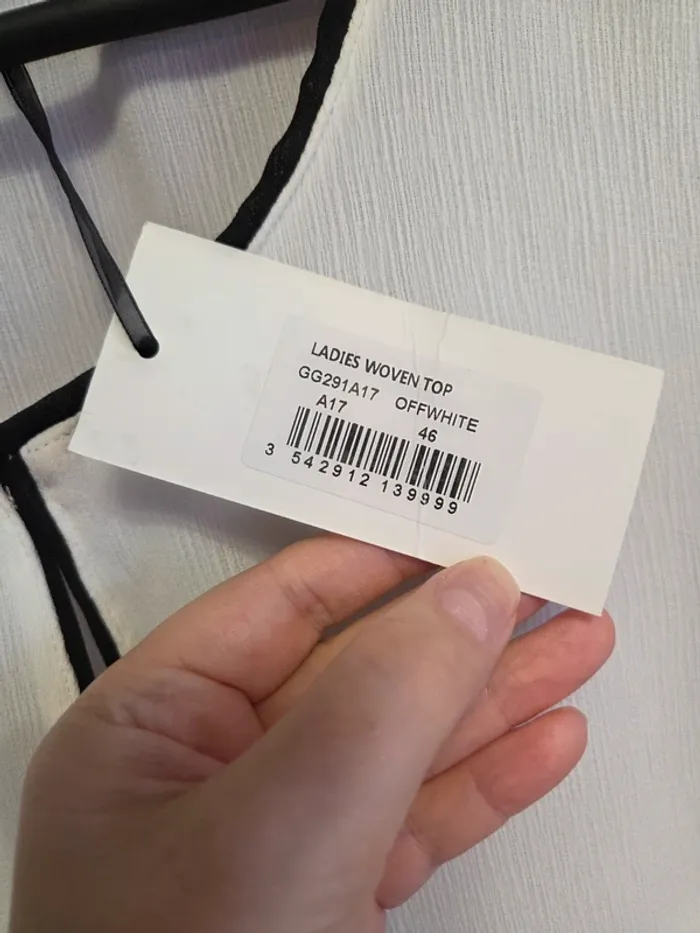 LADIES WOVEN TOP
GG291A17 OFFWHITE
A17 46
3 542912 139999